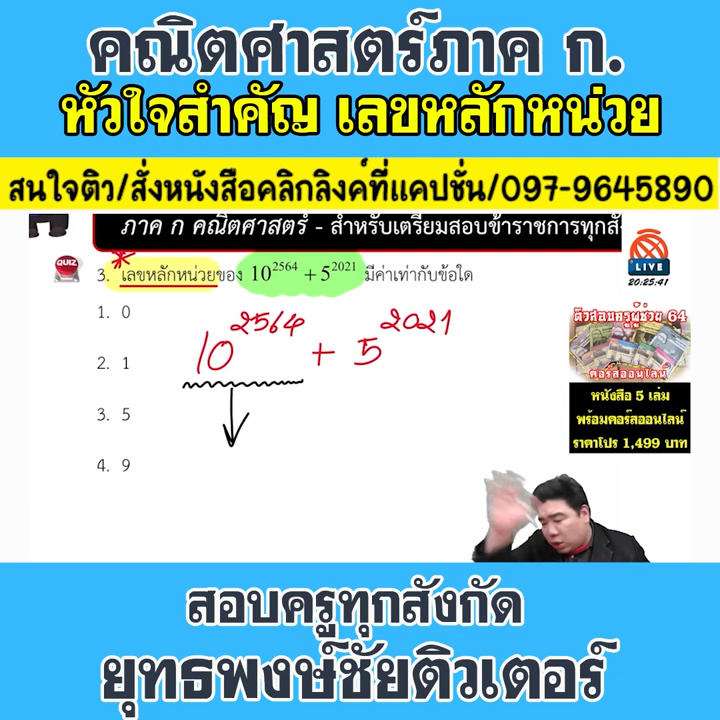 คณิตศาสตร์ภาค ก.
หัวใจสำคัญ เลขหลักหน่วย
สนใจติว/สั่งหนังสือคลิกลิงค์ที่แคปชั่น/097-9645890
ภาค ก คณิตศาสตร์ - สำหรับเตรียมสอบข้าราชการทุกสั
LIVE
20:25:41
QUIZ
3. เลขหลักหน่วยของ 10^2564 + 5^2021 มีค่าเท่ากับข้อใด
1. 0
2. 1
3. 5
4. 9
10^2564 + 5^2021
ติวสอบครูผู้ช่วย 64
คอร์สออนไลน์
หนังสือ 5 เล่ม
พร้อมคอร์สออนไลน์
ราคาโปร 1,499 บาท
สอบครูทุกสังกัด
ยุทธพงษ์ชัยติวเตอร์